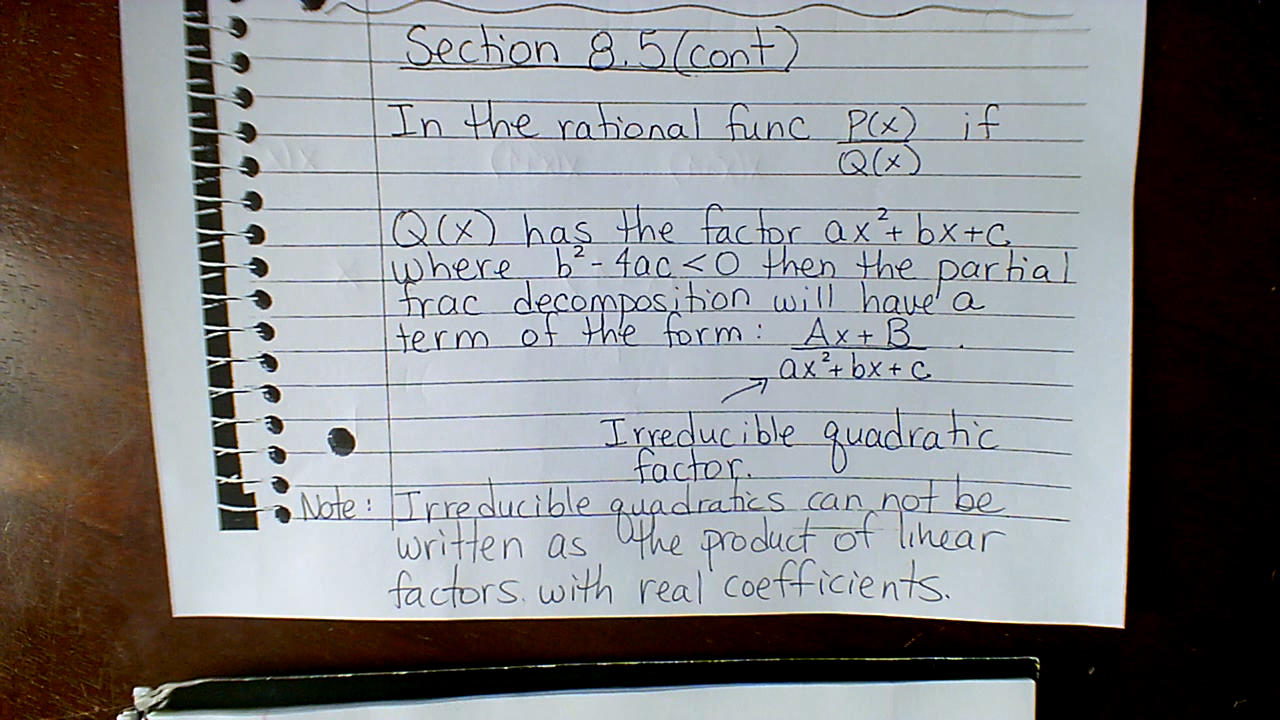 Section 8.5 (cont)
In the rational func P(x)/Q(x) if
Q(x) has the factor ax²+bx+c
where b²-4ac<0 then the partial
frac decomposition will have a
term of the form: Ax+B/ax²+bx+c.
Irreducible quadratic
factor.
Note: Irreducible quadratics can not be
written as the product of linear
factors with real coefficients.